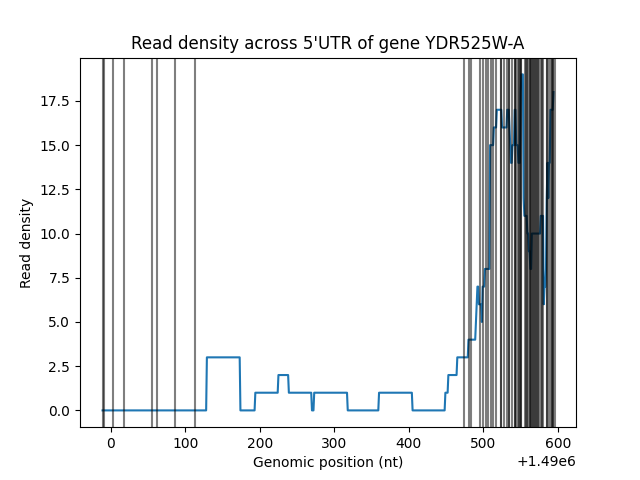 Read density across 5'UTR of gene YDR525W-A
17.5
15.0
12.5
10.0
7.5
5.0
2.5
0.0
Read density
0 100 200 300 400 500 600
+1.49e6
Genomic position (nt)